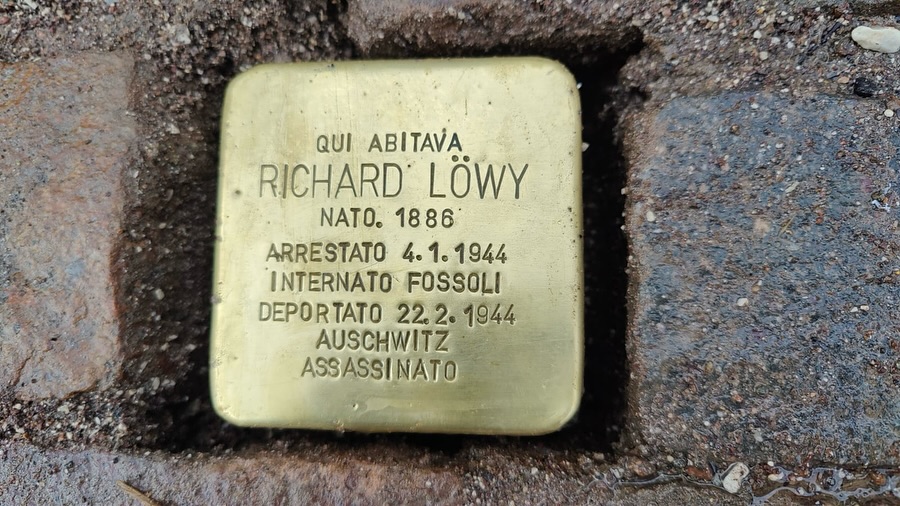 QUI ABITAVA
RICHARD LÖWY
NATO. 1886
ARRESTATO 4.1.1944
INTERNATO FOSSOLI
DEPORTATO 22.2.1944
AUSCHWITZ
ASSASSINATO